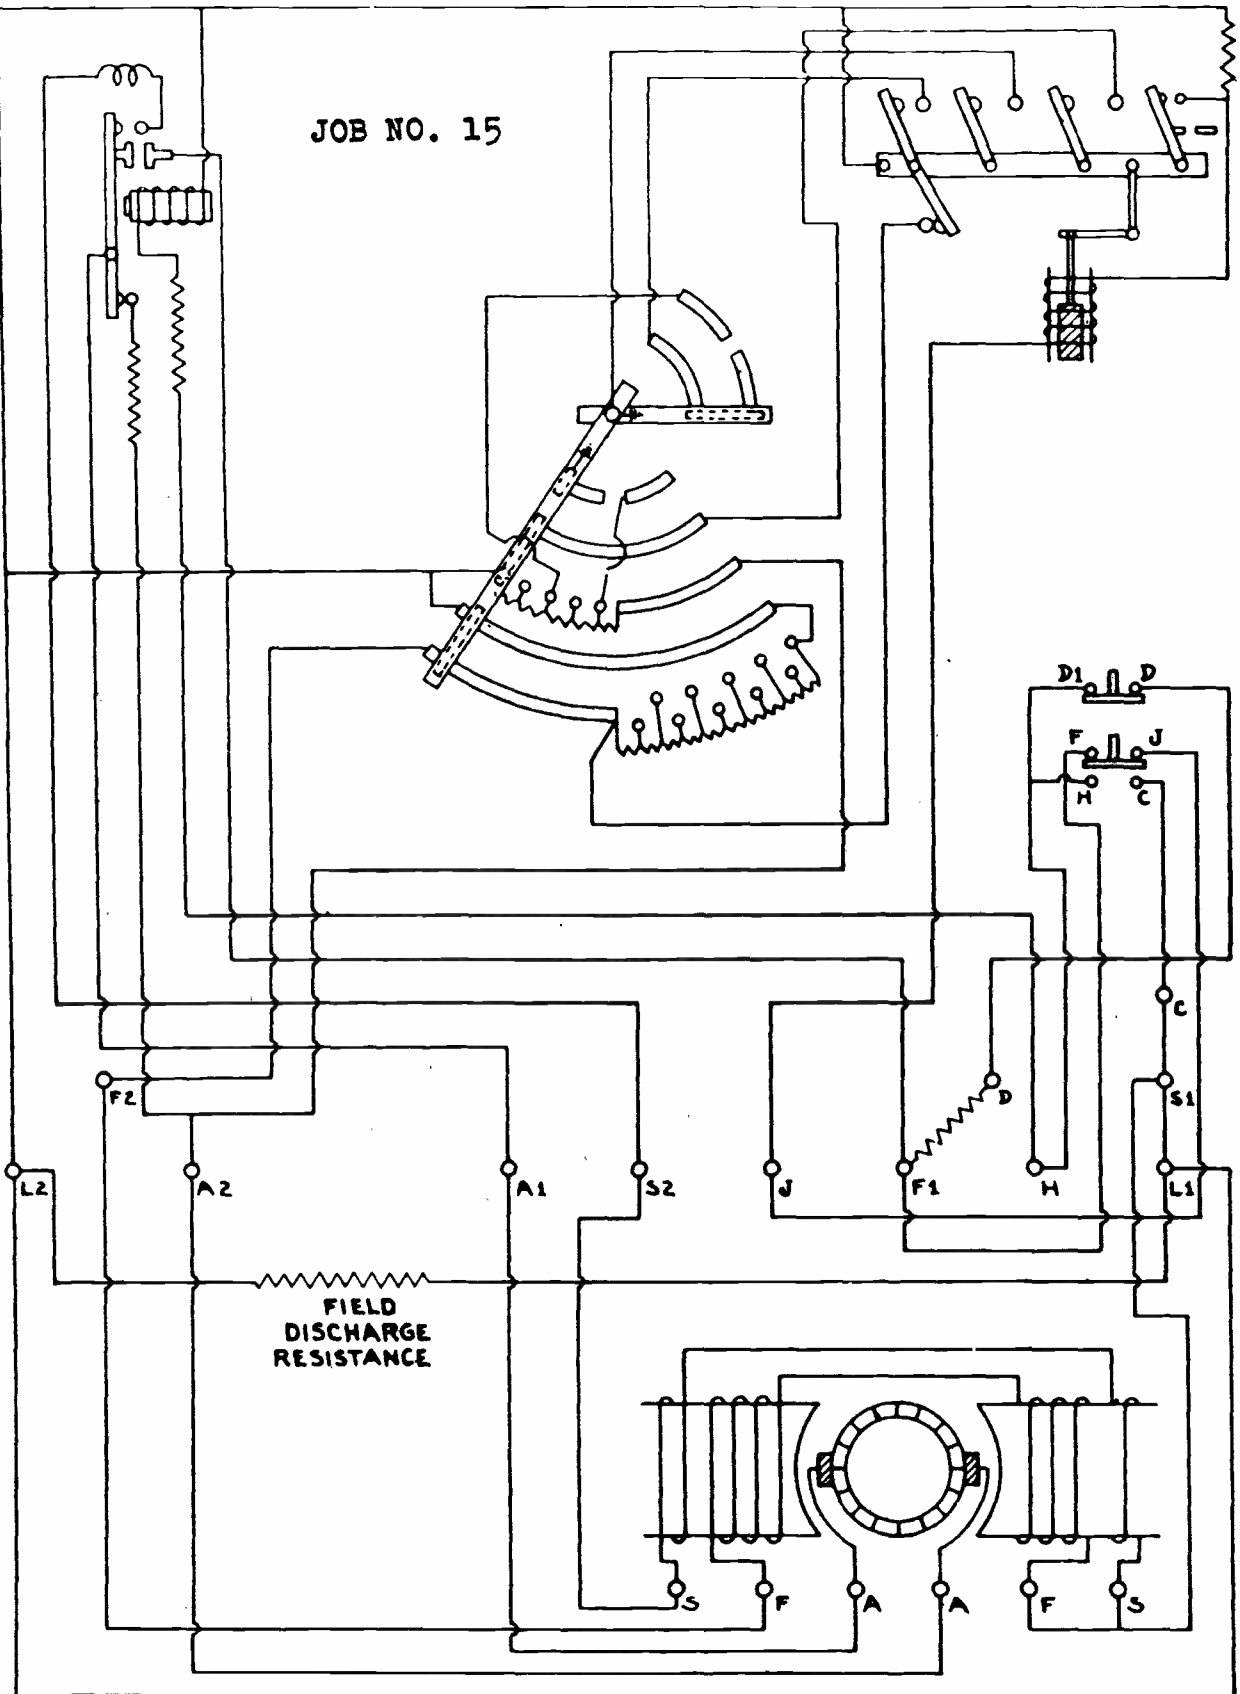 JOB NO. 15
D1 D
F J
H C
C
F2 D S1
L2 A2 A1 S2 J F1 H L1
FIELD
DISCHARGE
RESISTANCE
S F A A F S